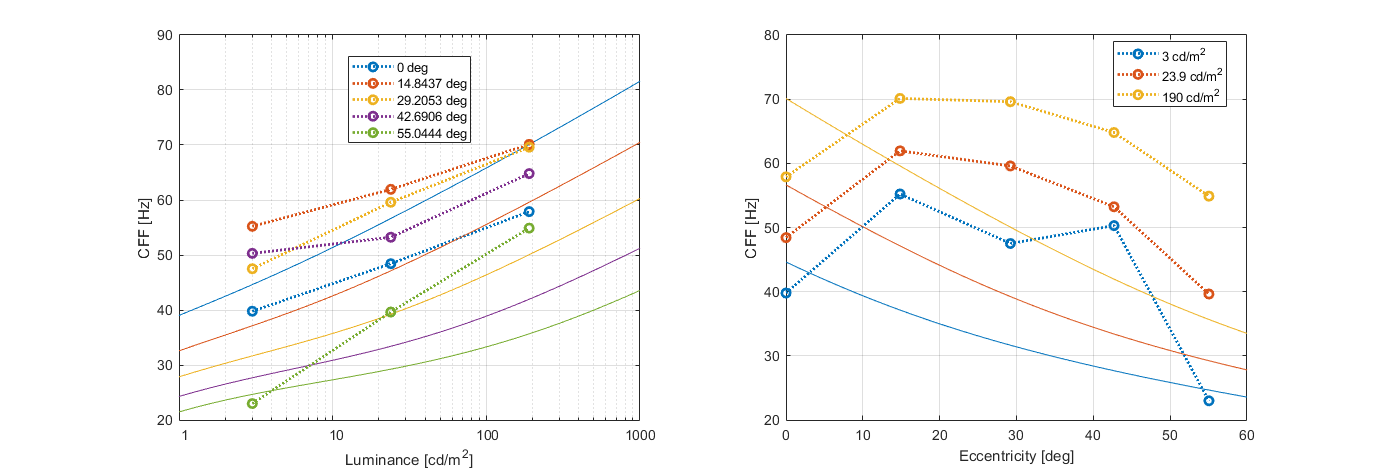 90
80
70
60
50
40
30
20
CFF [Hz]
0 deg
14.8437 deg
29.2053 deg
42.6906 deg
55.0444 deg
1
10
100
1000
Luminance [cd/m²]
80
70
60
50
40
30
20
CFF [Hz]
3 cd/m²
23.9 cd/m²
190 cd/m²
0
10
20
30
40
50
60
Eccentricity [deg]